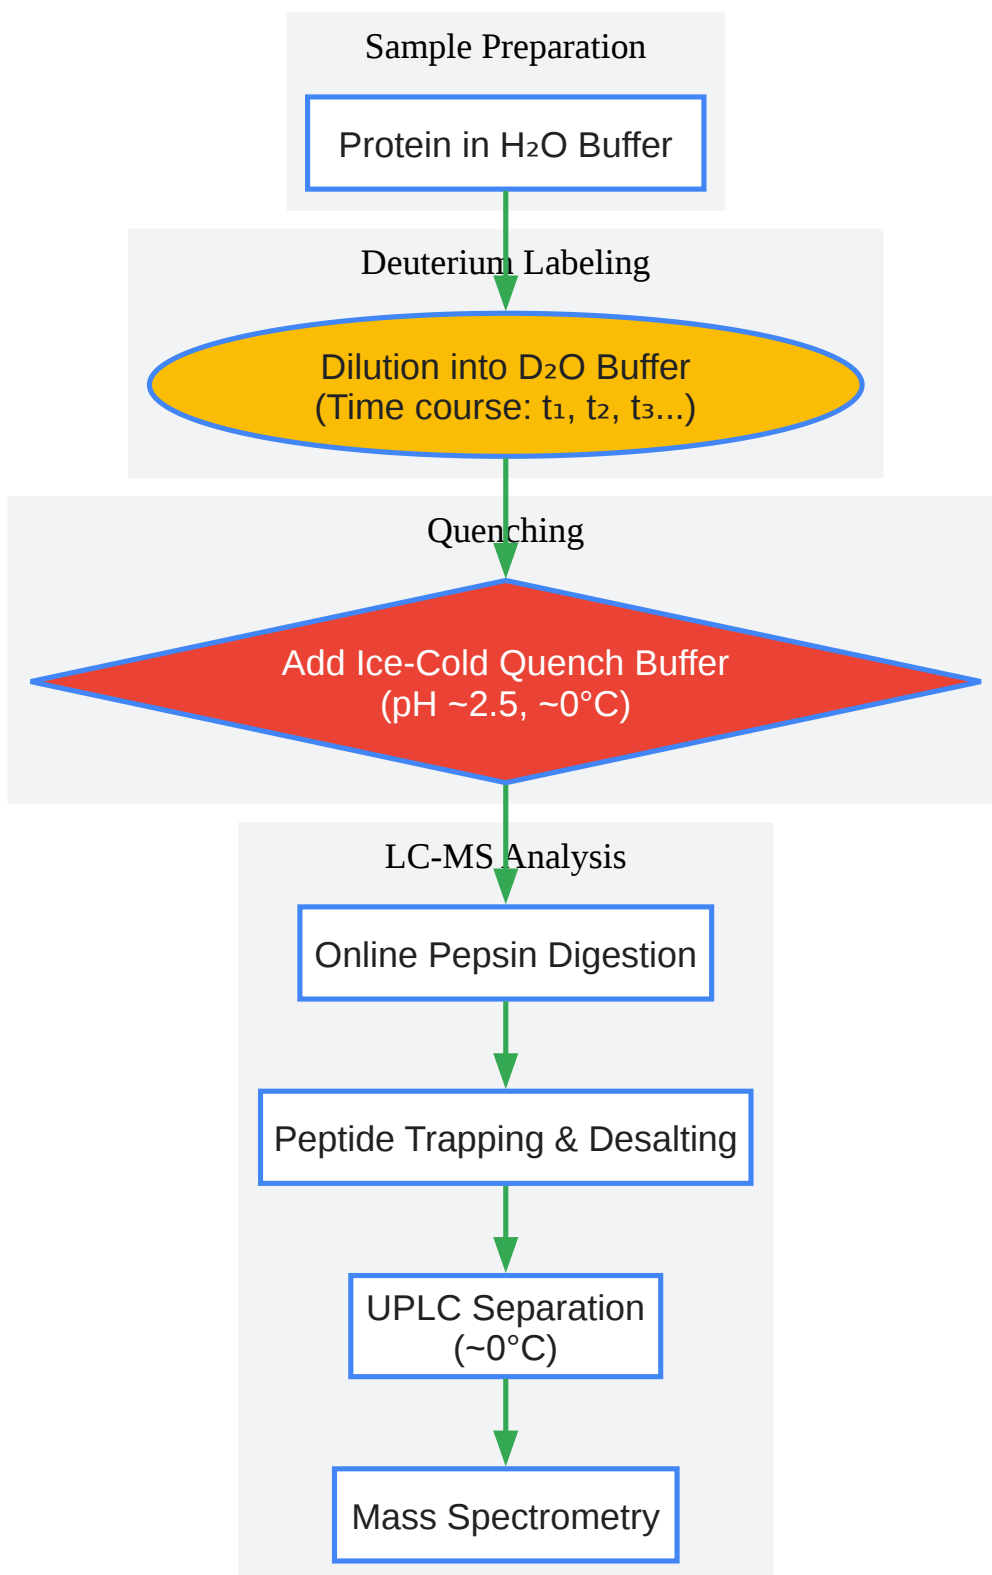 Sample Preparation
Protein in H₂O Buffer
Deuterium Labeling
Dilution into D₂O Buffer
(Time course: t₁, t₂, t₃...)
Quenching
Add Ice-Cold Quench Buffer
(pH ~2.5, ~0°C)
LC-MS Analysis
Online Pepsin Digestion
Peptide Trapping & Desalting
UPLC Separation
(~0°C)
Mass Spectrometry